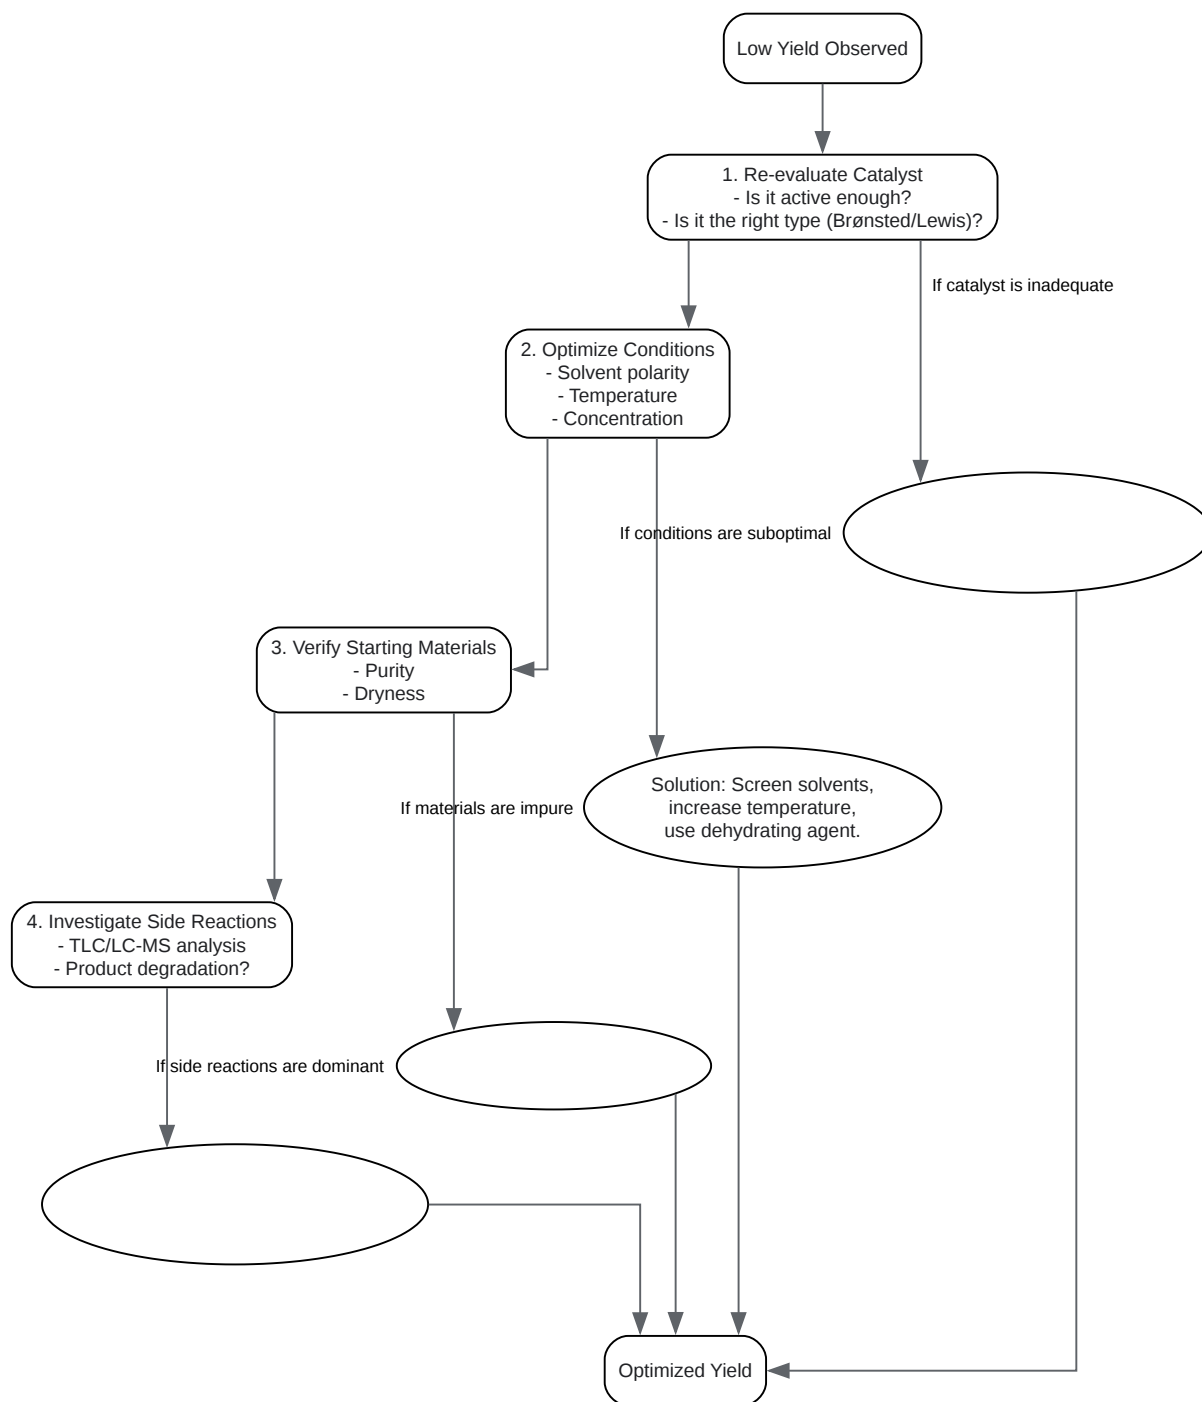 Low Yield Observed
1. Re-evaluate Catalyst
- Is it active enough?
- Is it the right type (Brønsted/Lewis)?
If catalyst is inadequate
2. Optimize Conditions
- Solvent polarity
- Temperature
- Concentration
If conditions are suboptimal
3. Verify Starting Materials
- Purity
- Dryness
If materials are impure
Solution: Screen solvents,
increase temperature,
use dehydrating agent.
4. Investigate Side Reactions
- TLC/LC-MS analysis
- Product degradation?
If side reactions are dominant
Optimized Yield